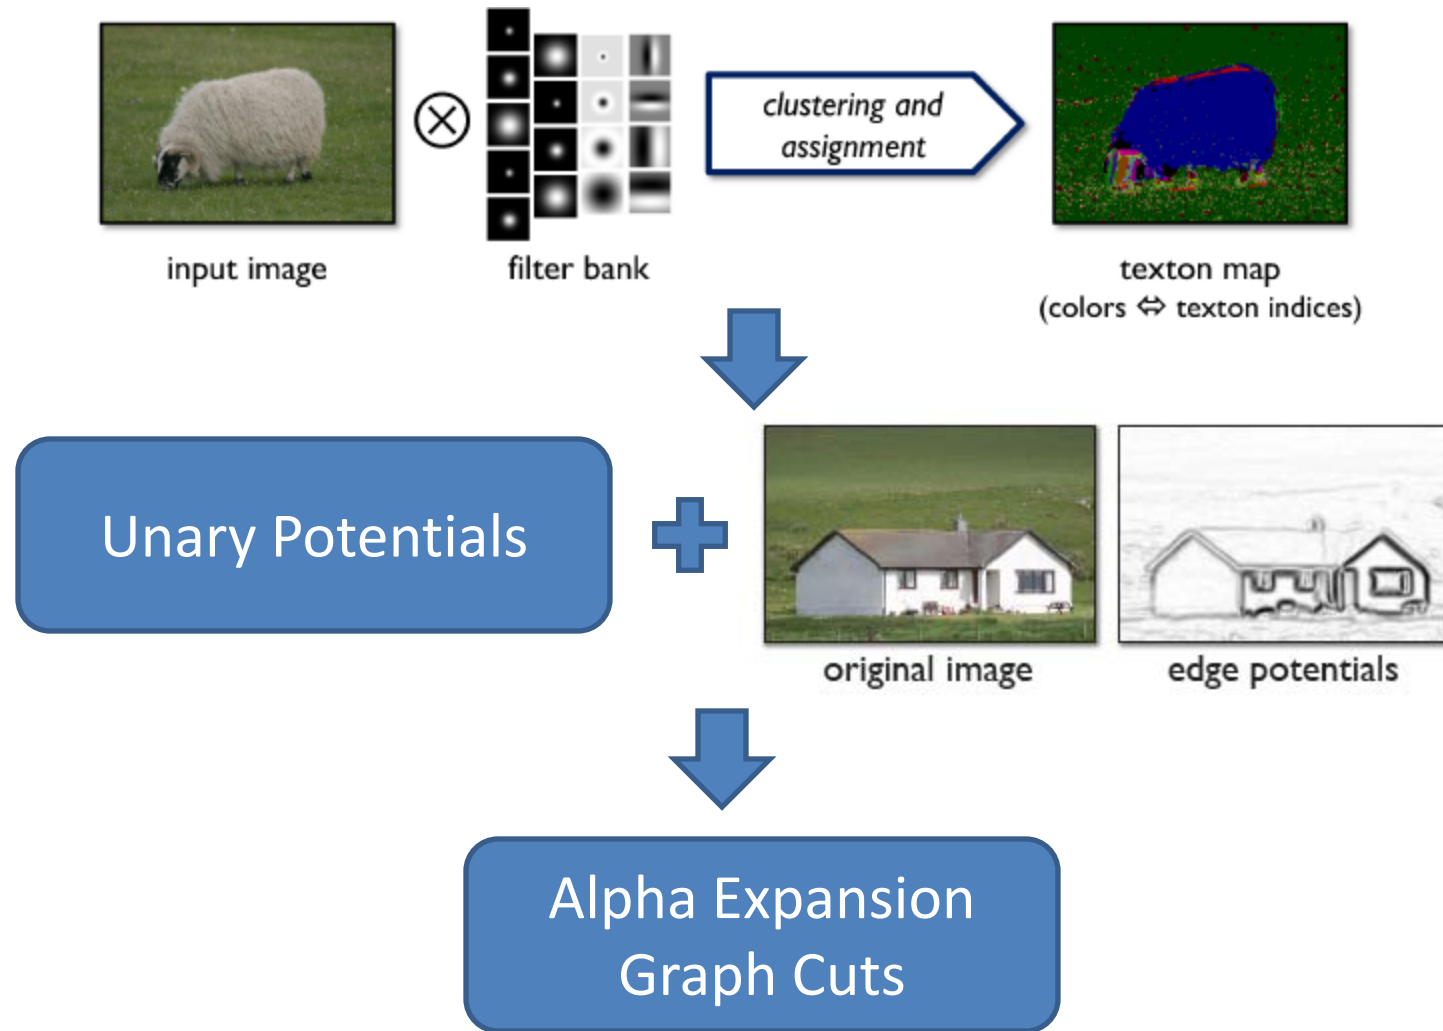 clustering and
assignment
input image
filter bank
texton map
(colors ⇔ texton indices)
Unary Potentials
original image
edge potentials
Alpha Expansion
Graph Cuts